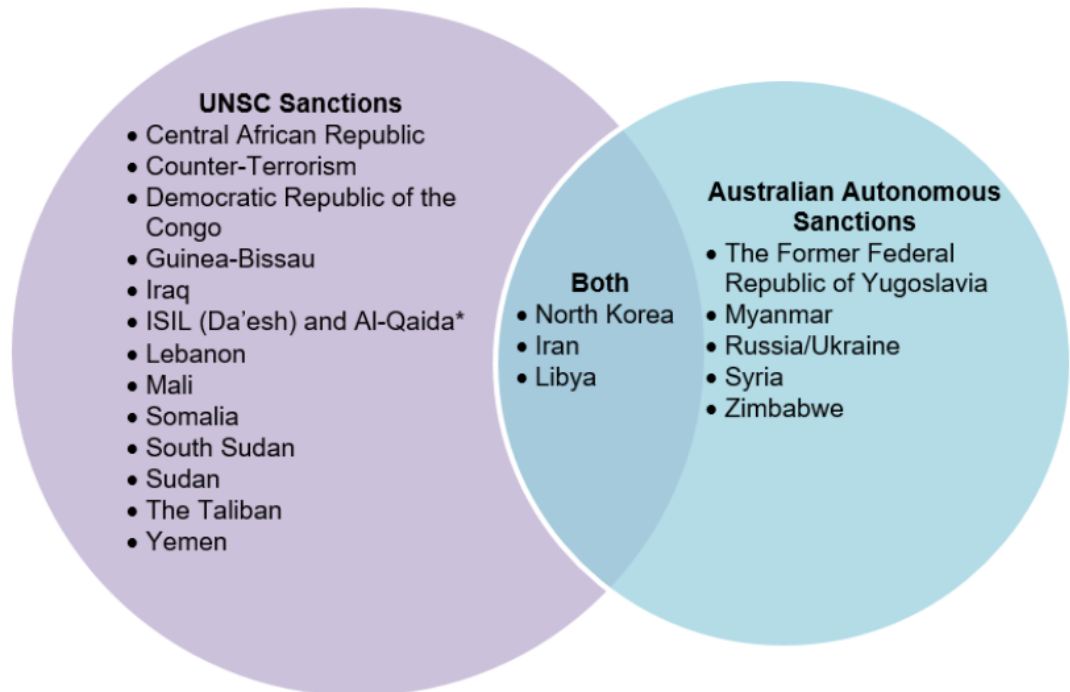 UNSC Sanctions
• Central African Republic
• Counter-Terrorism
• Democratic Republic of the
Congo
• Guinea-Bissau
• Iraq
• ISIL (Da’esh) and Al-Qaida*
• Lebanon
• Mali
• Somalia
• South Sudan
• Sudan
• The Taliban
• Yemen
Both
• North Korea
• Iran
• Libya
Australian Autonomous
Sanctions
• The Former Federal
Republic of Yugoslavia
• Myanmar
• Russia/Ukraine
• Syria
• Zimbabwe